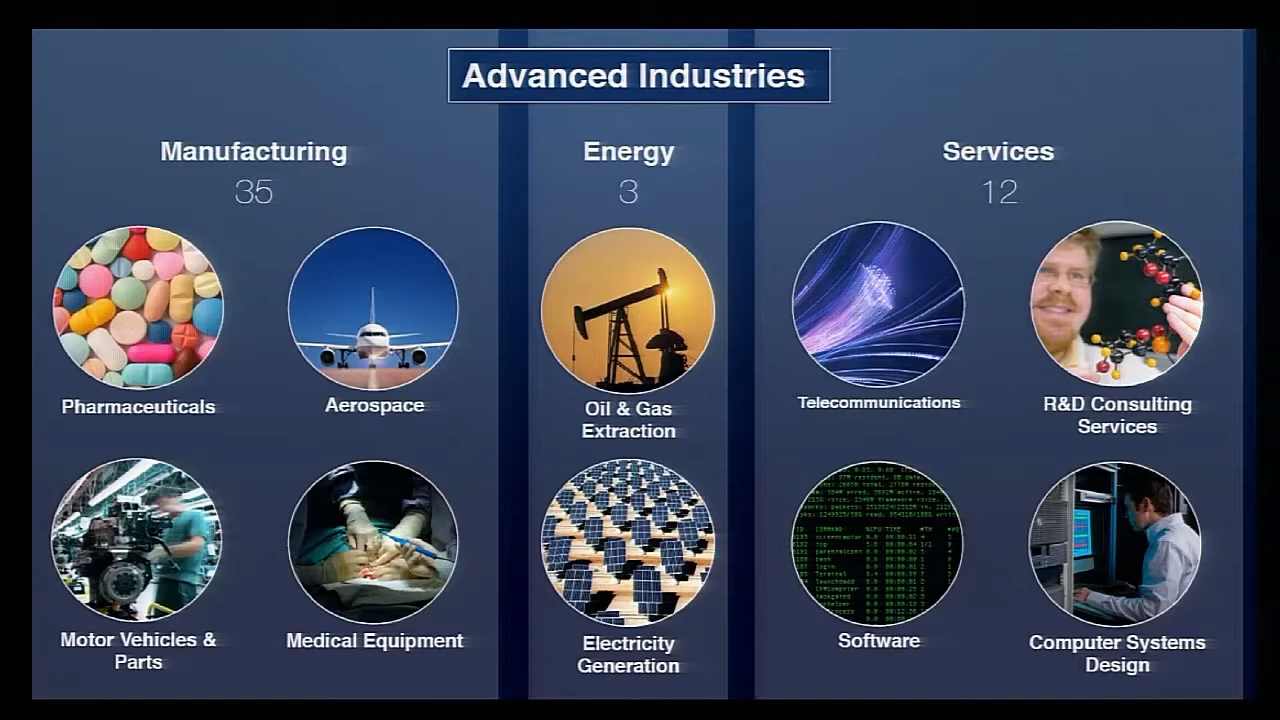 Advanced Industries
Manufacturing
35
Pharmaceuticals
Aerospace
Motor Vehicles &
Parts
Medical Equipment
Energy
3
Oil & Gas
Extraction
Electricity
Generation
Services
12
Telecommunications
R&D Consulting
Services
Software
Computer Systems
Design